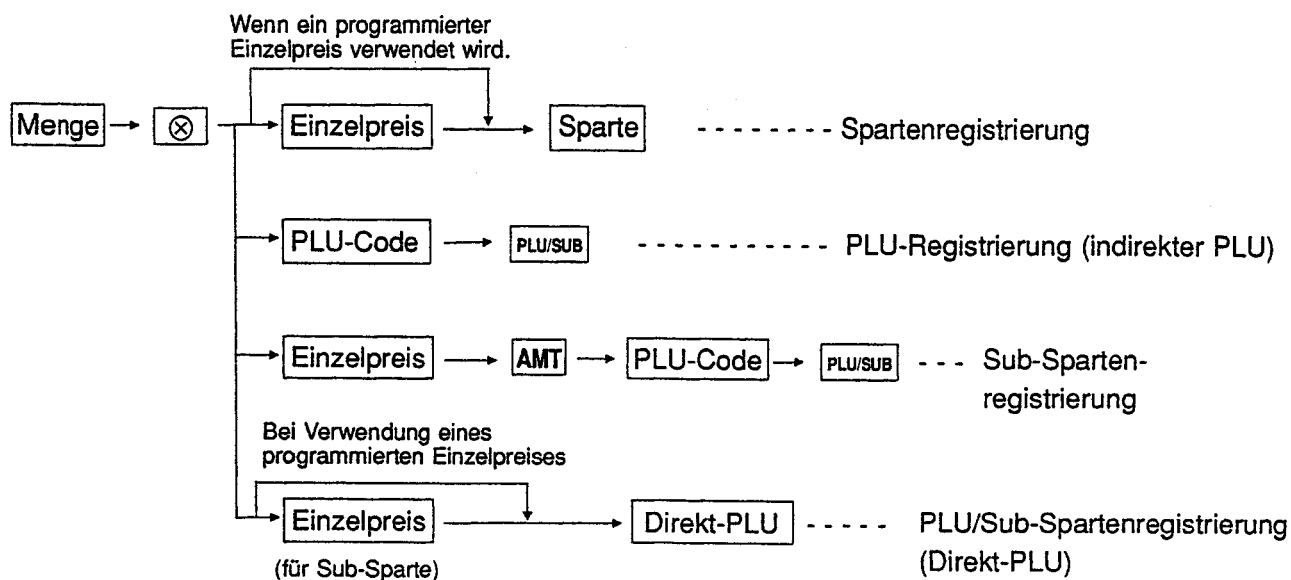 Wenn ein programmierter
Einzelpreis verwendet wird.
Menge ⊗ Einzelpreis Sparte - - - - - - - - Spartenregistrierung
PLU-Code PLU/SUB - - - - - - - - - - - - PLU-Registrierung (indirekter PLU)
Einzelpreis AMT PLU-Code PLU/SUB - - - Sub-Sparten-
registrierung
Bei Verwendung eines
programmierten Einzelpreises
Einzelpreis Direkt-PLU - - - - - PLU/Sub-Spartenregistrierung
(für Sub-Sparte) (Direkt-PLU)